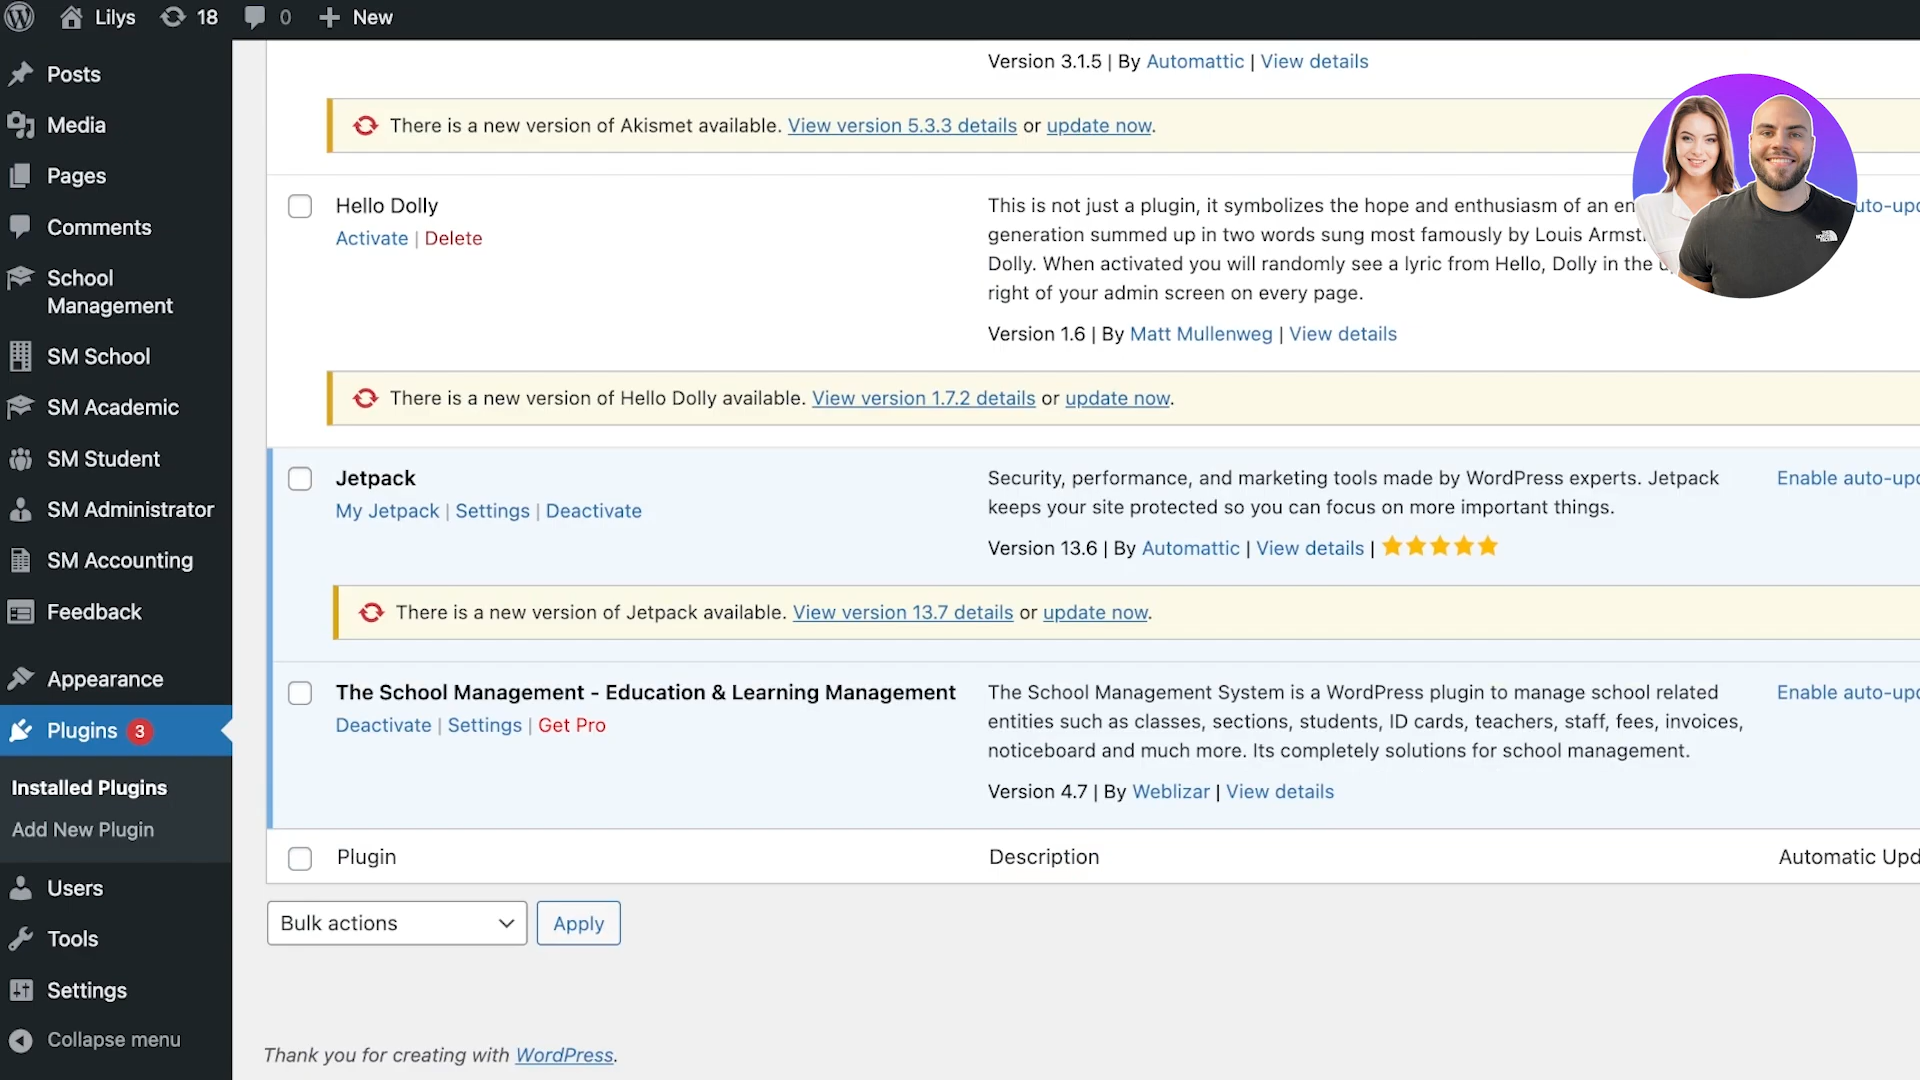 Lilys 18 0 New
Posts
Media
Pages
Comments
School
Management
SM School
SM Academic
SM Student
SM Administrator
SM Accounting
Feedback
Appearance
Plugins 3
Installed Plugins
Add New Plugin
Users
Tools
Settings
Collapse menu
Version 3.1.5 | By Automattic | View details
There is a new version of Akismet available. View version 5.3.3 details or update now.
Hello Dolly
Activate | Delete
This is not just a plugin, it symbolizes the hope and enthusiasm of an
generation summed up in two words sung most famously by Louis
Dolly. When activated you will randomly see a lyric from Hello, Dolly in the
right of your admin screen on every page.
Version 1.6 | By Matt Mullenweg | View details
There is a new version of Hello Dolly available. View version 1.7.2 details or update now.
Jetpack
My Jetpack | Settings | Deactivate
Security, performance, and marketing tools made by WordPress experts. Jetpack
keeps your site protected so you can focus on more important things.
Version 13.6 | By Automattic | View details |
Enable
There is a new version of Jetpack available. View version 13.7 details or update now.
The School Management - Education & Learning Management
Deactivate | Settings | Get Pro
The School Management System is a WordPress plugin to manage school related
entities such as classes, sections, students, ID cards, teachers, staff, fees, invoices,
noticeboard and much more. Its completely solutions for school management.
Version 4.7 | By Weblizar | View details
Enable
Plugin Description Automatic
Bulk actions Apply
Thank you for creating with WordPress.